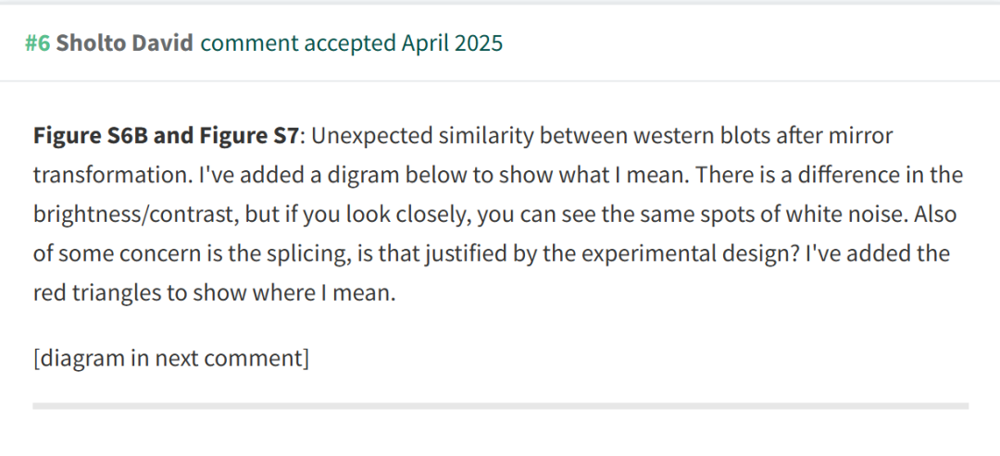 #6 Sholto David comment accepted April 2025
Figure S6B and Figure S7: Unexpected similarity between western blots after mirror
transformation. I've added a digram below to show what I mean. There is a difference in the
brightness/contrast, but if you look closely, you can see the same spots of white noise. Also
of some concern is the splicing, is that justified by the experimental design? I've added the
red triangles to show where I mean.
[diagram in next comment]